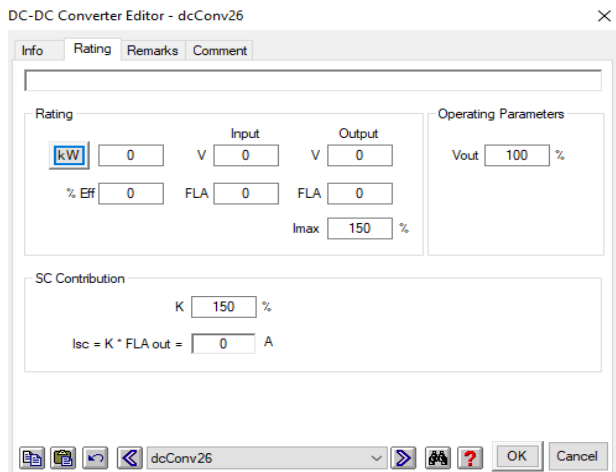 DC-DC Converter Editor - dcConv26
Info Rating Remarks Comment
Rating
Input Output
kW 0 V 0 V 0
% Eff 0 FLA 0 FLA 0
Imax 150 %
Operating Parameters
Vout 100 %
SC Contribution
K 150 %
Isc = K * FLA out = 0 A
dcConv26 ? OK Cancel